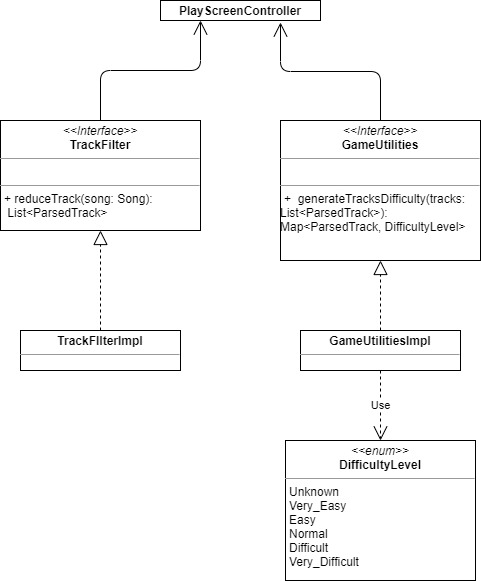 PlayScreenController
<<Interface>>
TrackFilter
+ reduceTrack(song: Song):
List<ParsedTrack>
<<Interface>>
GameUtilities
+ generateTracksDifficulty(tracks:
List<ParsedTrack>):
Map<ParsedTrack, DifficultyLevel>
TrackFIlterImpl
GameUtilitiesImpl
Use
<<enum>>
DifficultyLevel
Unknown
Very_Easy
Easy
Normal
Difficult
Very_Difficult